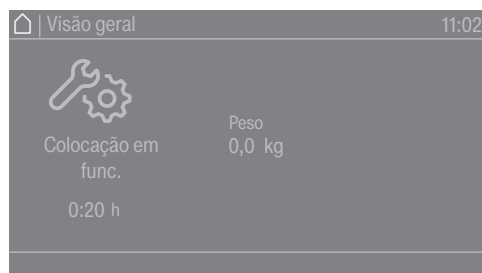 | Visão geral 11:02
Colocação em
func.
0:20 h
Peso
0,0 kg